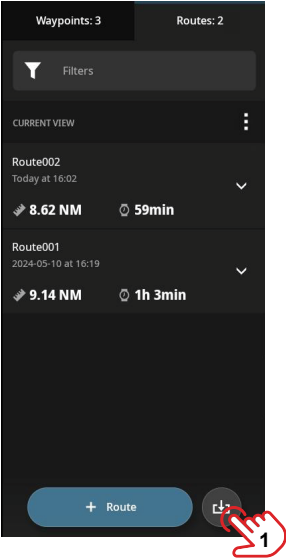 Waypoints: 3 Routes: 2
Filters
CURRENT VIEW
Route002
Today at 16:02
8.62 NM 59min
Route001
2024-05-10 at 16:19
9.14 NM 1h 3min
+ Route
1